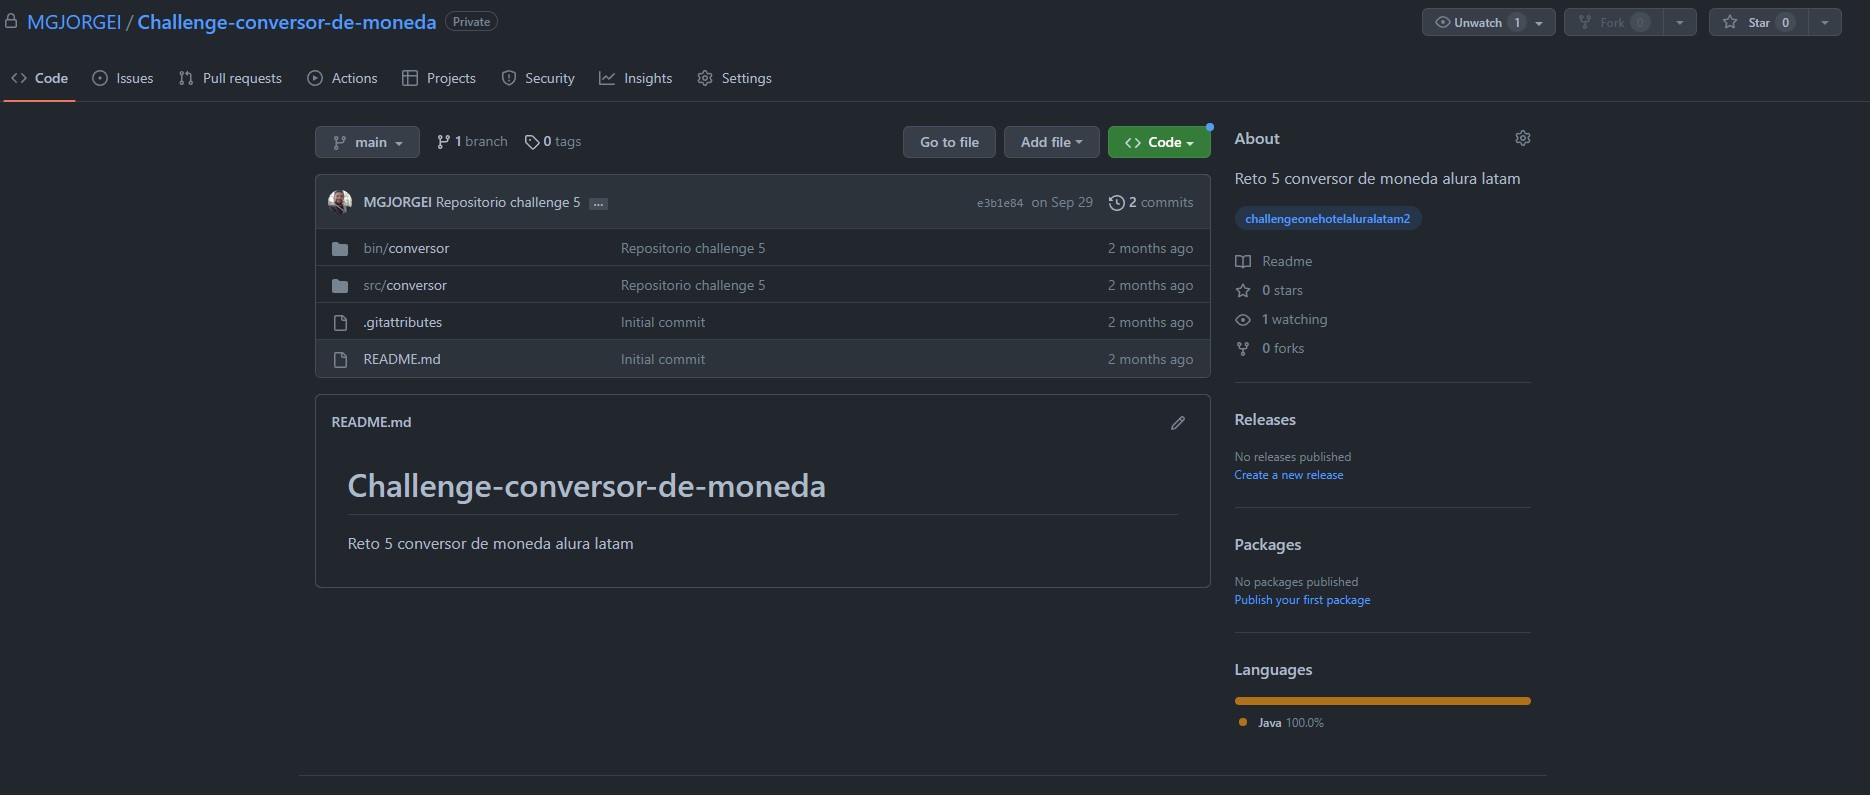 MGJORGEI / Challenge-conversor-de-moneda Private
Unwatch 1 Fork 0 Star 0
Code Issues Pull requests Actions Projects Security Insights Settings
main 1 branch 0 tags Go to file Add file Code
MGJORGEI Repositorio challenge 5 ... e3b1e84 on Sep 29 2 commits
bin/conversor Repositorio challenge 5 2 months ago
src/conversor Repositorio challenge 5 2 months ago
.gitattributes Initial commit 2 months ago
README.md Initial commit 2 months ago
README.md
Challenge-conversor-de-moneda
Reto 5 conversor de moneda alura latam
About
Reto 5 conversor de moneda alura latam
challengeonehotelaluralatam2
Readme
0 stars
1 watching
0 forks
Releases
No releases published
Create a new release
Packages
No packages published
Publish your first package
Languages
Java 100.0%